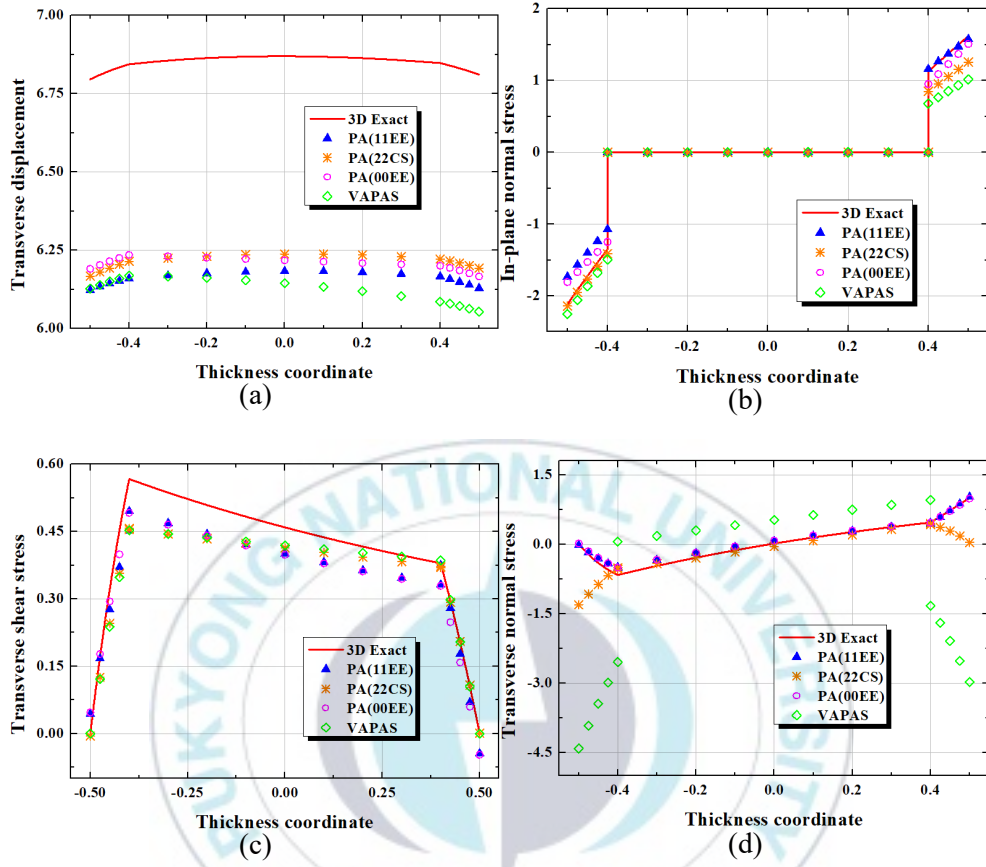 7.00
6.75
6.50
6.25
6.00
Transverse displacement
3D Exact
PA(11EE)
PA(22CS)
PA(00EE)
VAPAS
-0.4 -0.2 0.0 0.2 0.4
Thickness coordinate
(a)
2
1
0
-1
-2
In-plane normal stress
3D Exact
PA(11EE)
PA(22CS)
PA(00EE)
VAPAS
-0.4 -0.2 0.0 0.2 0.4
Thickness coordinate
(b)
0.60
0.45
0.30
0.15
0.00
Transverse shear stress
3D Exact
PA(11EE)
PA(22CS)
PA(00EE)
VAPAS
-0.50 -0.25 0.00 0.25 0.50
Thickness coordinate
(c)
1.5
0.0
-1.5
-3.0
-4.5
Transverse normal stress
3D Exact
PA(11EE)
PA(22CS)
PA(00EE)
VAPAS
-0.4 -0.2 0.0 0.2 0.4
Thickness coordinate
(d)
PUKYONG NATIONAL UNIVERSITY